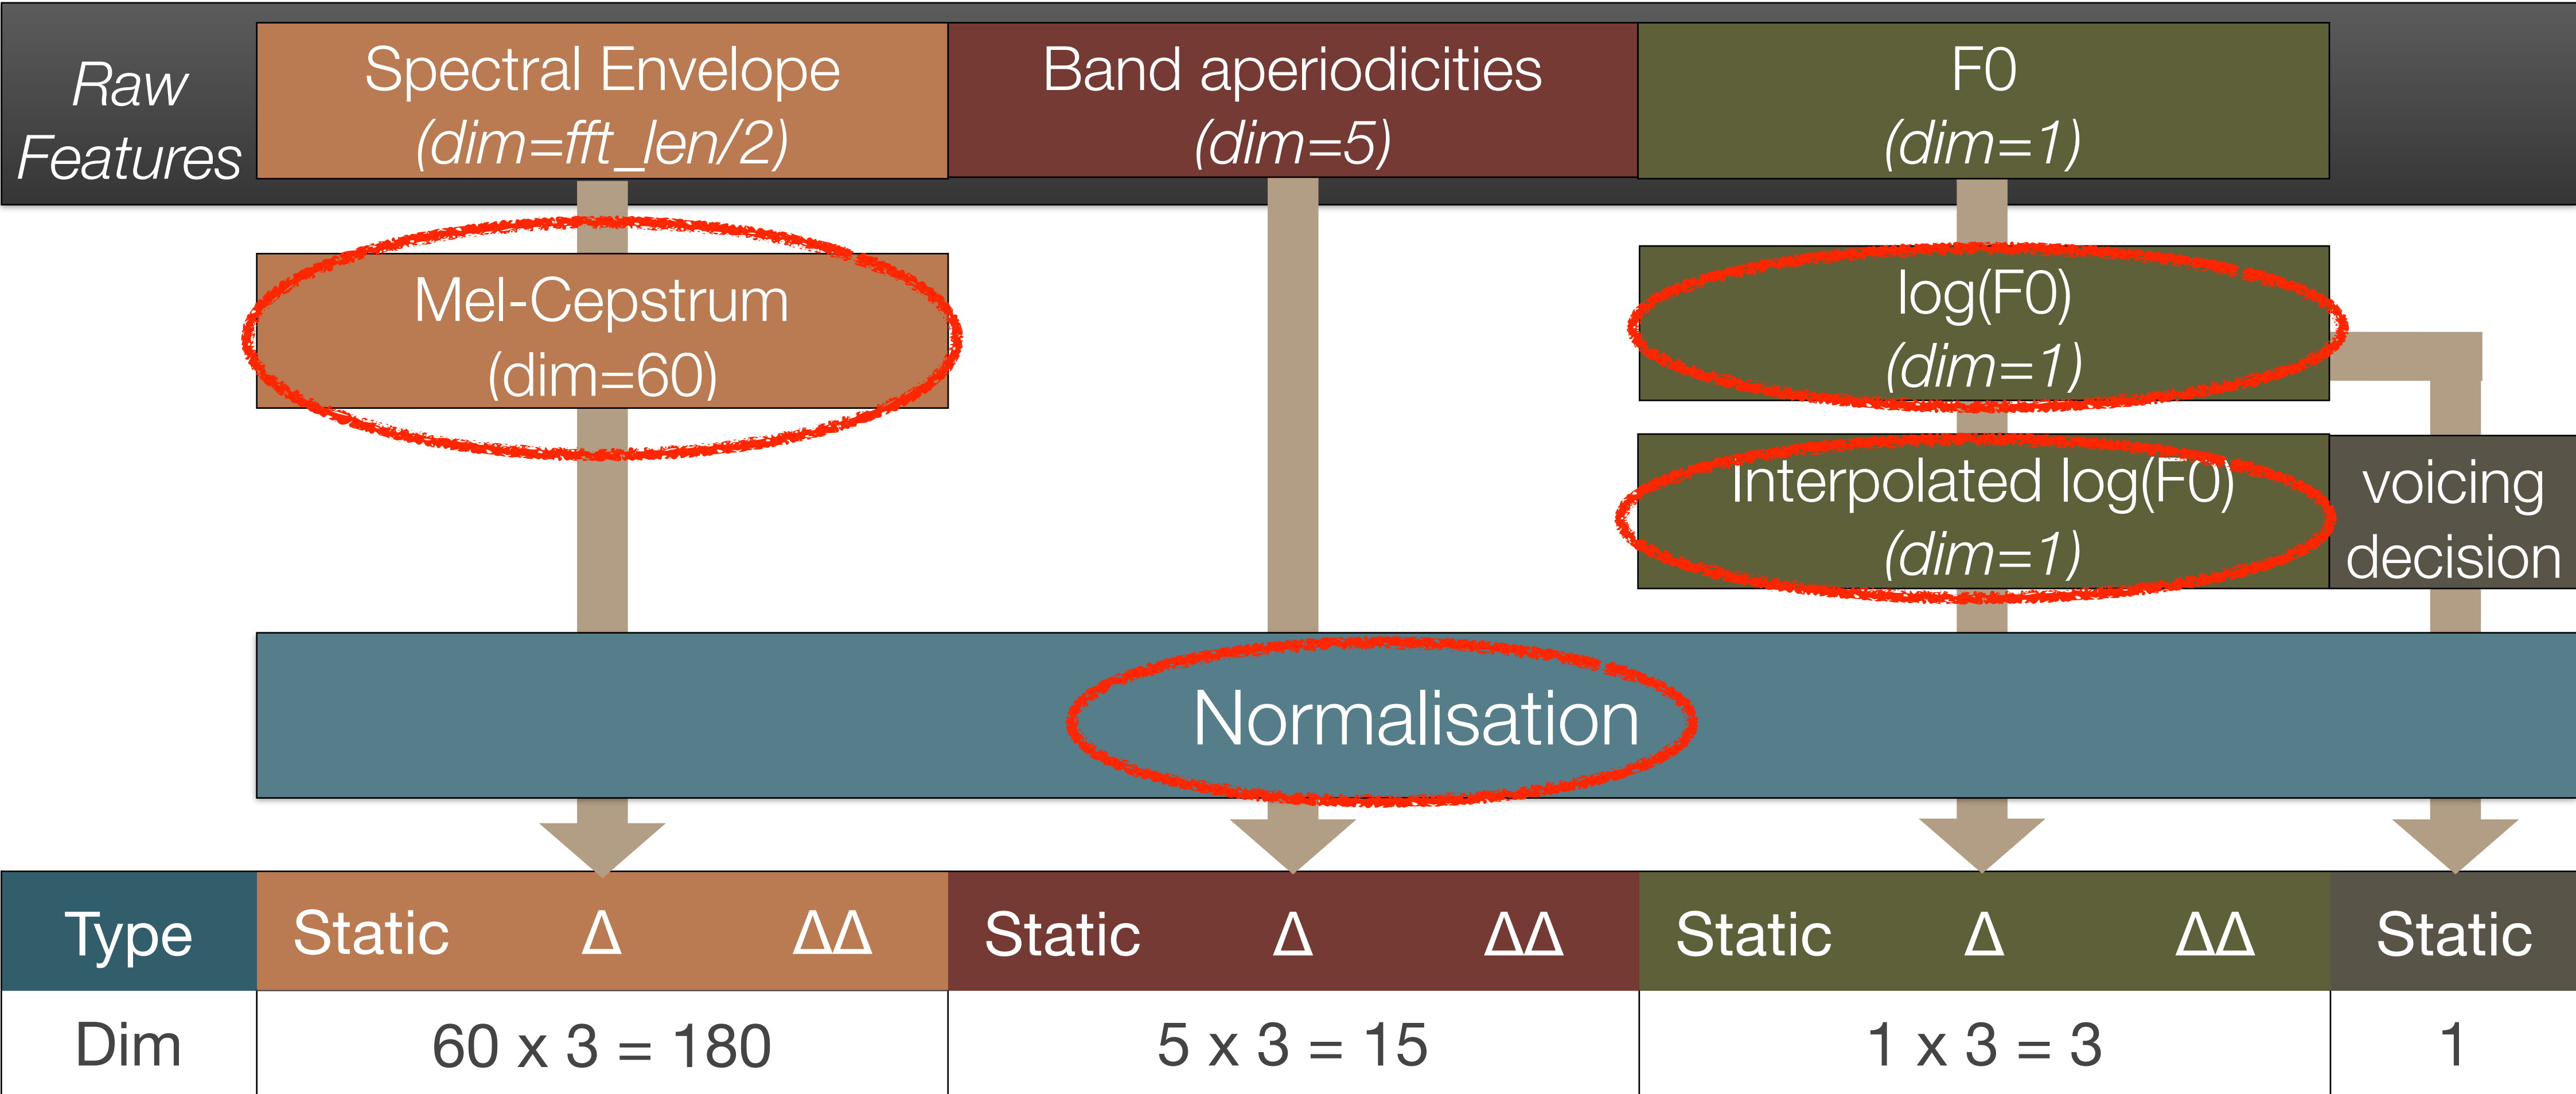 Raw
Features
Spectral Envelope
(dim=fft_len/2)
Band aperiodicities
(dim=5)
F0
(dim=1)
Mel-Cepstrum
(dim=60)
log(F0)
(dim=1)
Interpolated log(F0)
(dim=1)
voicing
decision
Normalisation
Type
Static Δ ΔΔ
Static Δ ΔΔ
Static Δ ΔΔ
Static
Dim
60 x 3 = 180
5 x 3 = 15
1 x 3 = 3
1